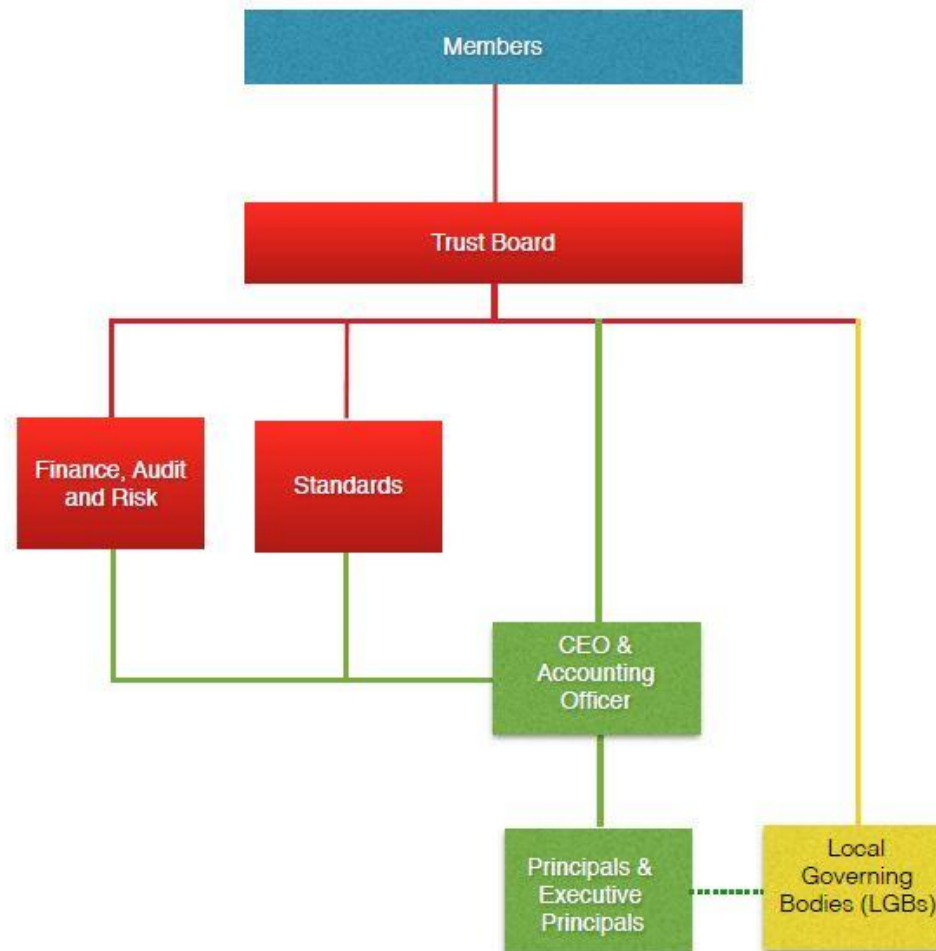 Members
Trust Board
Finance, Audit
and Risk
Standards
CEO &
Accounting
Officer
Principals &
Executive
Principals
Local
Governing
Bodies (LGBs)